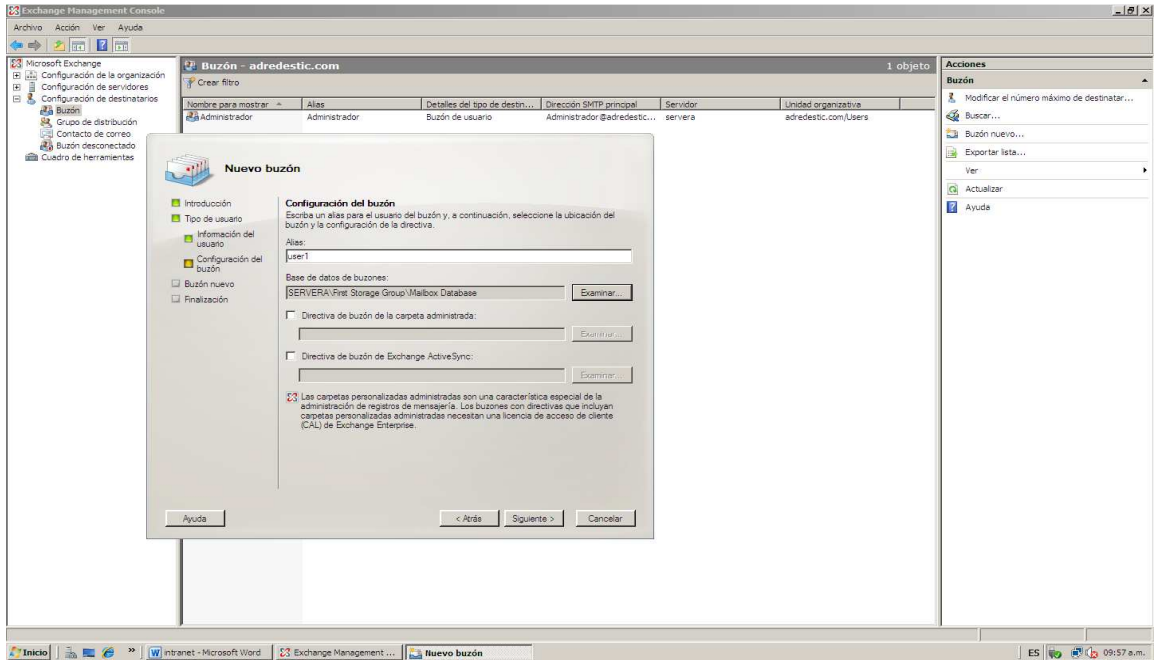 Exchange Management Console
Archivo Acción Ver Ayuda
Microsoft Exchange
Configuración de la organización
Configuración de servidores
Configuración de destinatarios
Buzón
Grupo de distribución
Contacto de correo
Buzón desconectado
Cuadro de herramientas
Buzón - adredestic.com 1 objeto
Crear filtro
Nombre para mostrar Alias Detalles del tipo de destin... Dirección SMTP principal Servidor Unidad organizativa
Administrador Administrador Buzón de usuario Administrador@adredestic... servera adredestic.com/Users
Nuevo buzón
Introducción
Tipo de usuario
Información del
usuario
Configuración del
buzón
Buzón nuevo
Finalización
Configuración del buzón
Escriba un alias para el usuario del buzón y, a continuación, seleccione la ubicación del
buzón y la configuración de la directiva.
Alias:
user1
Base de datos de buzones:
SERVERA\First Storage Group\Mailbox Database Examinar...
Directiva de buzón de la carpeta administrada:
Examinar...
Directiva de buzón de Exchange ActiveSync:
Examinar...
Las carpetas personalizadas administradas son una característica especial de la
administración de registros de mensajería. Los buzones con directivas que incluyan
carpetas personalizadas administradas necesitan una licencia de acceso de cliente
(CAL) de Exchange Enterprise.
Ayuda < Atrás Siguiente > Cancelar
Acciones
Buzón
Modificar el número máximo de destinatar...
Buscar...
Buzón nuevo...
Exportar lista...
Ver
Actualizar
Ayuda
Inicio » intranet - Microsoft Word Exchange Management ... Nuevo buzón ES 09:57 a.m.